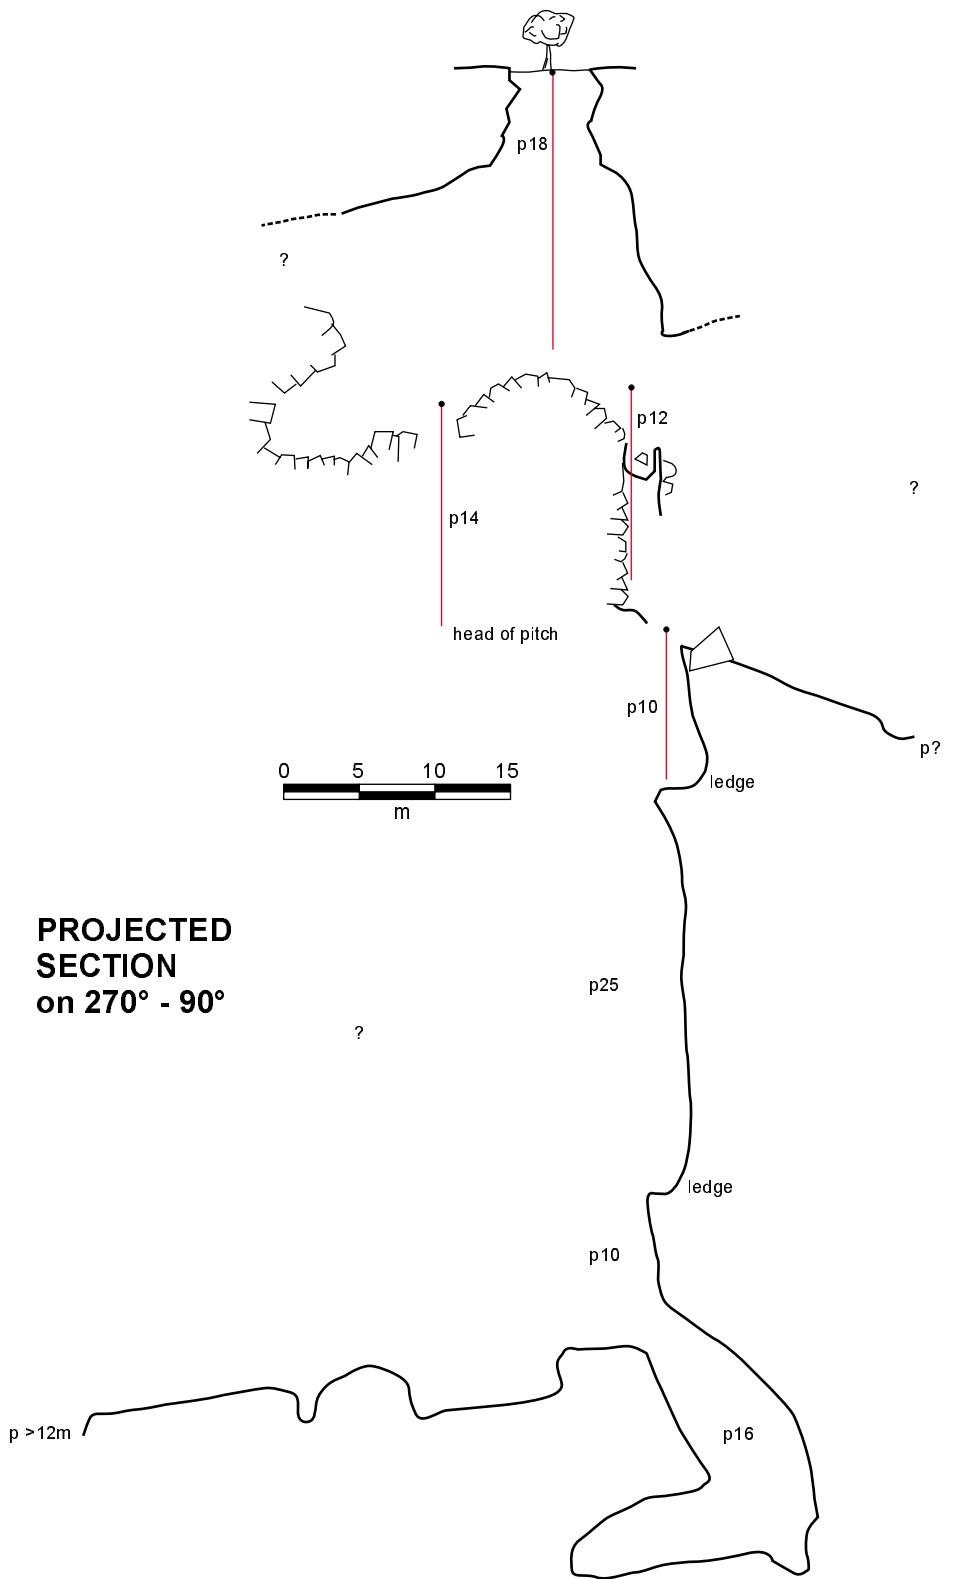 p18
?
p12
?
p14
head of pitch
p10
p?
0 5 10 15
m
ledge
PROJECTED
SECTION
on 270° - 90°
p25
?
ledge
p10
p >12m
p16